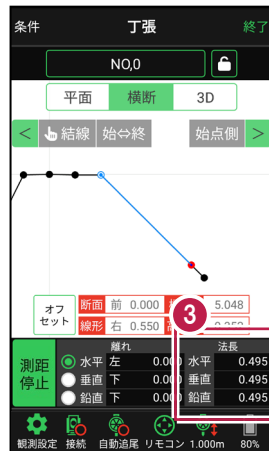 条件 丁張 終了
NO,0
平面 横断 3D
< 結線 始⇔終 始点側 >
オフセット 断面 前 0.000 5.048
線形 右 0.550
3
離れ 法長
測距停止 水平 左 0.000 水平 0.495
垂直 下 0.000 垂直 0.495
鉛直 下 0.000 鉛直 0.495
観測設定 接続 自動追尾 リモコン 1.000m 80%